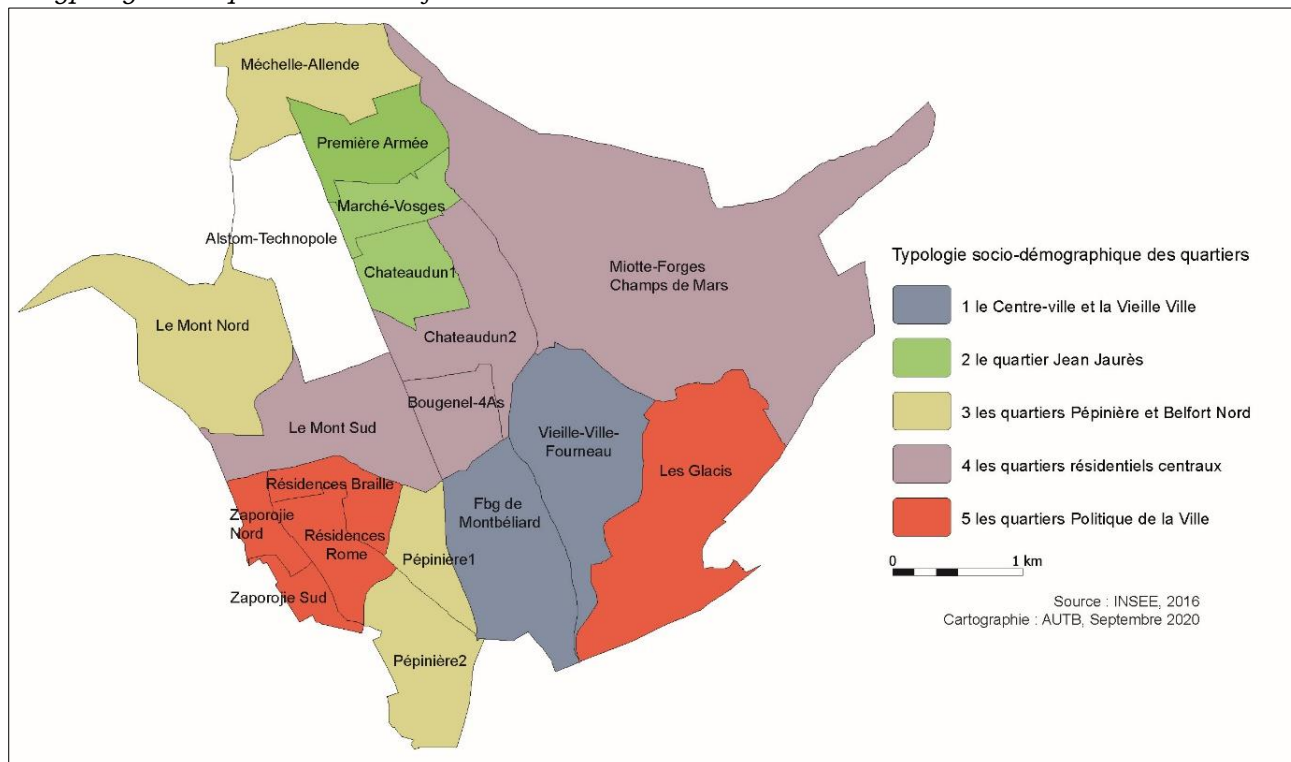 Méchelle-Allende
Première Armée
Marché-Vosges
Alstom-Technopole
Chateaudun1
Miotte-Forges
Champs de Mars
Le Mont Nord
Chateaudun2
Bougenel-4As
Le Mont Sud
Vieille-Ville-
Fourneau
Les Glacis
Résidences Braille
Zaporojie
Nord
Résidences
Rome
Fbg de
Montbéliard
Pépinière1
Zaporojie Sud
Pépinière2
Typologie socio-démographique des quartiers
1 le Centre-ville et la Vieille Ville
2 le quartier Jean Jaurès
3 les quartiers Pépinière et Belfort Nord
4 les quartiers résidentiels centraux
5 les quartiers Politique de la Ville
0 1 km
Source : INSEE, 2016
Cartographie : AUTB, Septembre 2020